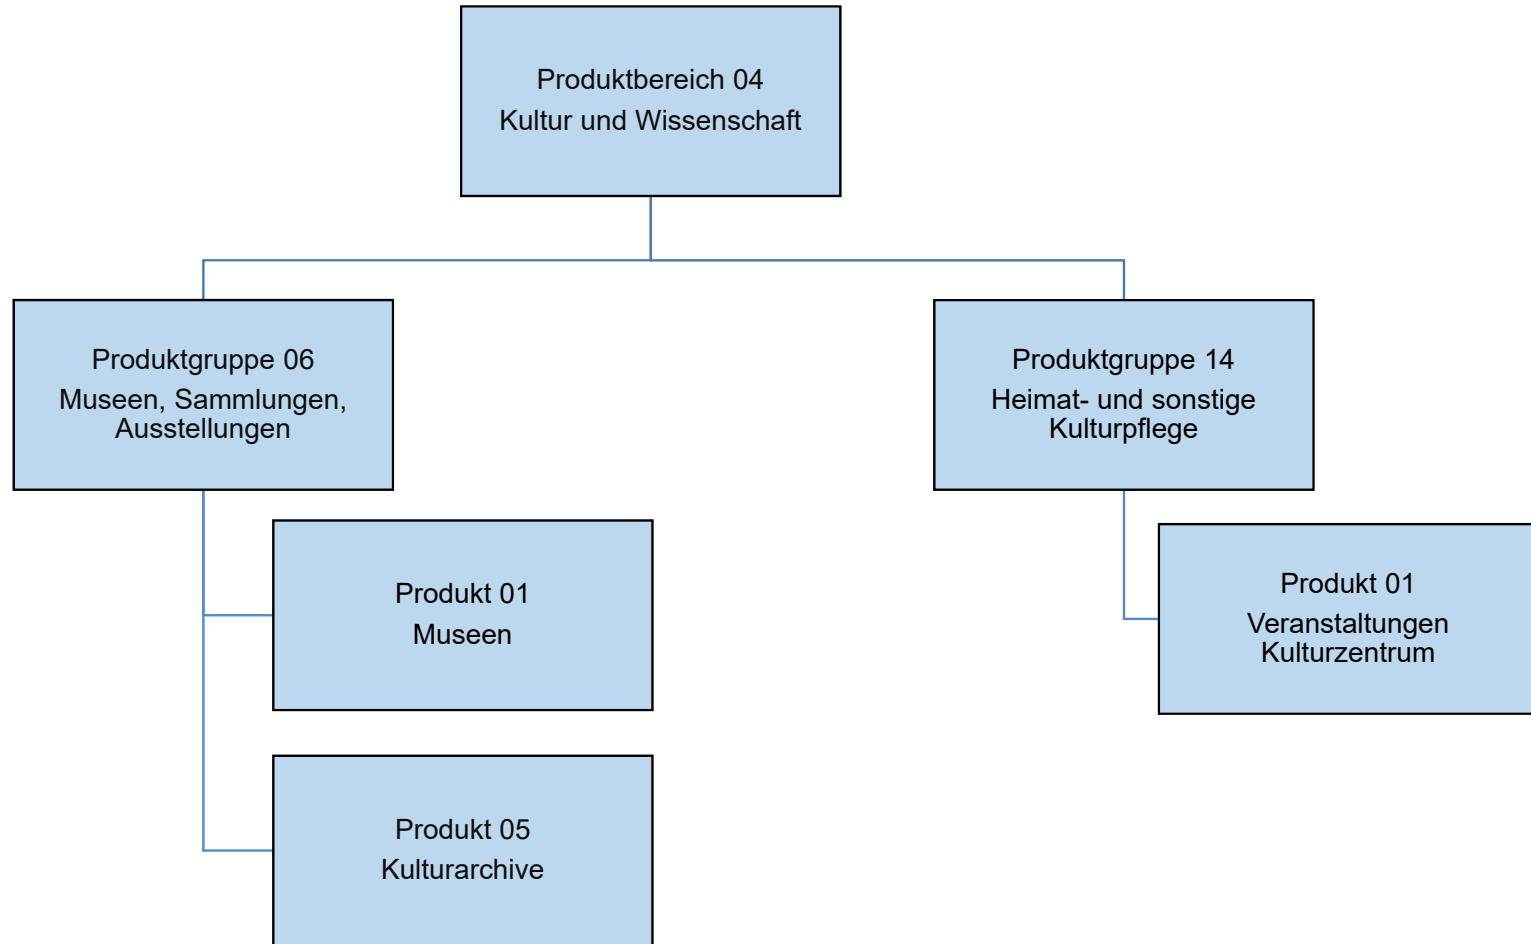 Produktbereich 04
Kultur und Wissenschaft
Produktgruppe 06
Museen, Sammlungen,
Ausstellungen
Produktgruppe 14
Heimat- und sonstige
Kulturpflege
Produkt 01
Museen
Produkt 01
Veranstaltungen
Kulturzentrum
Produkt 05
Kulturarchive